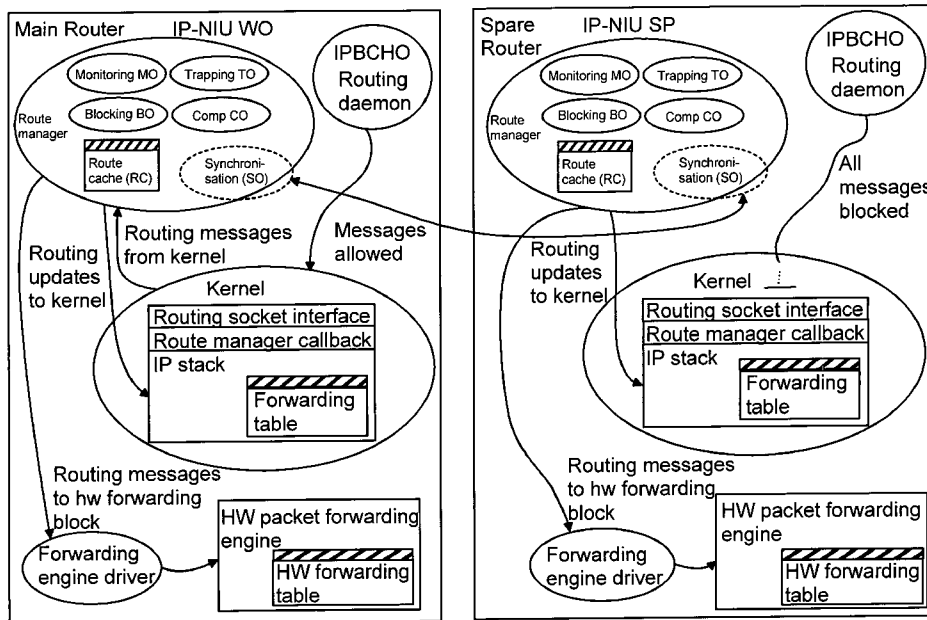 Main Router
IP-NIU WO
IPBCHO
Routing
daemon
Monitoring MO
Trapping TO
Blocking BO
Comp CO
Route
manager
Route
cache (RC)
Synchroni-
sation (SO)
Routing messages
from kernel
Messages
allowed
Routing
updates
to kernel
Kernel
Routing socket interface
Route manager callback
IP stack
Forwarding
table
Routing messages
to hw forwarding
block
Forwarding
engine driver
HW packet forwarding
engine
HW forwarding
table
Spare
Router
IP-NIU SP
IPBCHO
Routing
daemon
Monitoring MO
Trapping TO
Blocking BO
Comp CO
Route
manager
Route
cache (RC)
Synchroni-
sation (SO)
All
messages
blocked
Routing
updates
to kernel
Kernel
Routing socket interface
Route manager callback
IP stack
Forwarding
table
Routing messages
to hw forwarding
block
Forwarding
engine driver
HW packet forwarding
engine
HW forwarding
table